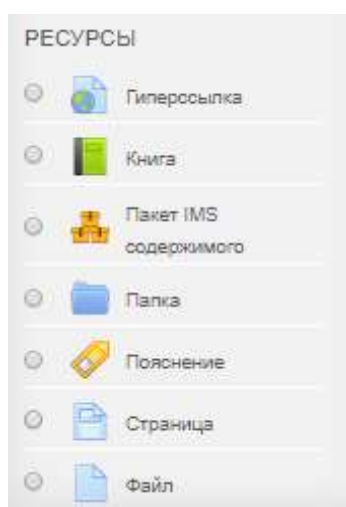 РЕСУРСЫ
Гиперссылка
Книга
Пакет IMS
содержимого
Папка
Пояснение
Страница
Файл